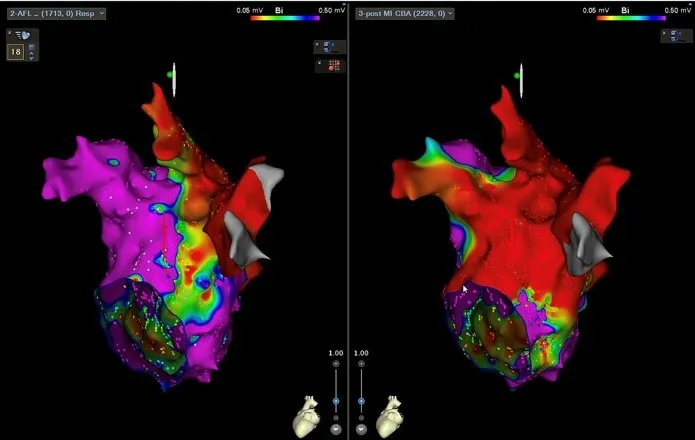 2-AFL ... (1713, 0) Resp
0.05 mV Bi 0.50 mV
18
1.00
3-post MI CBA (2228, 0)
0.05 mV Bi 0.50 mV
1.00